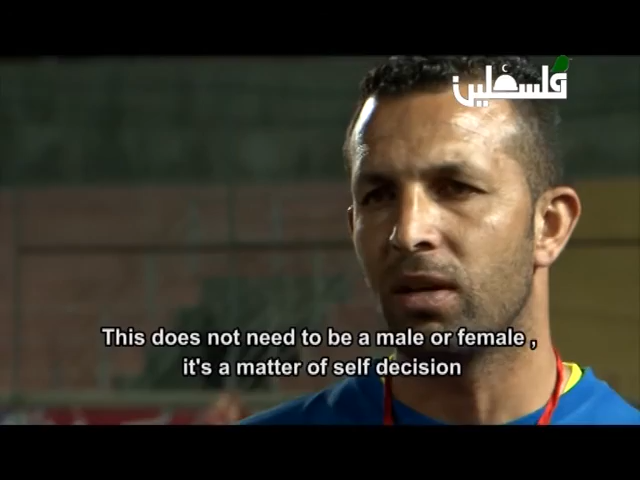 فلسطين
This does not need to be a male or female ,
it's a matter of self decision